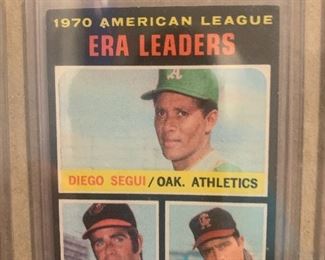 1970 AMERICAN LEAGUE
ERA LEADERS
A
DIEGO SEGUI/OAK. ATHLETICS